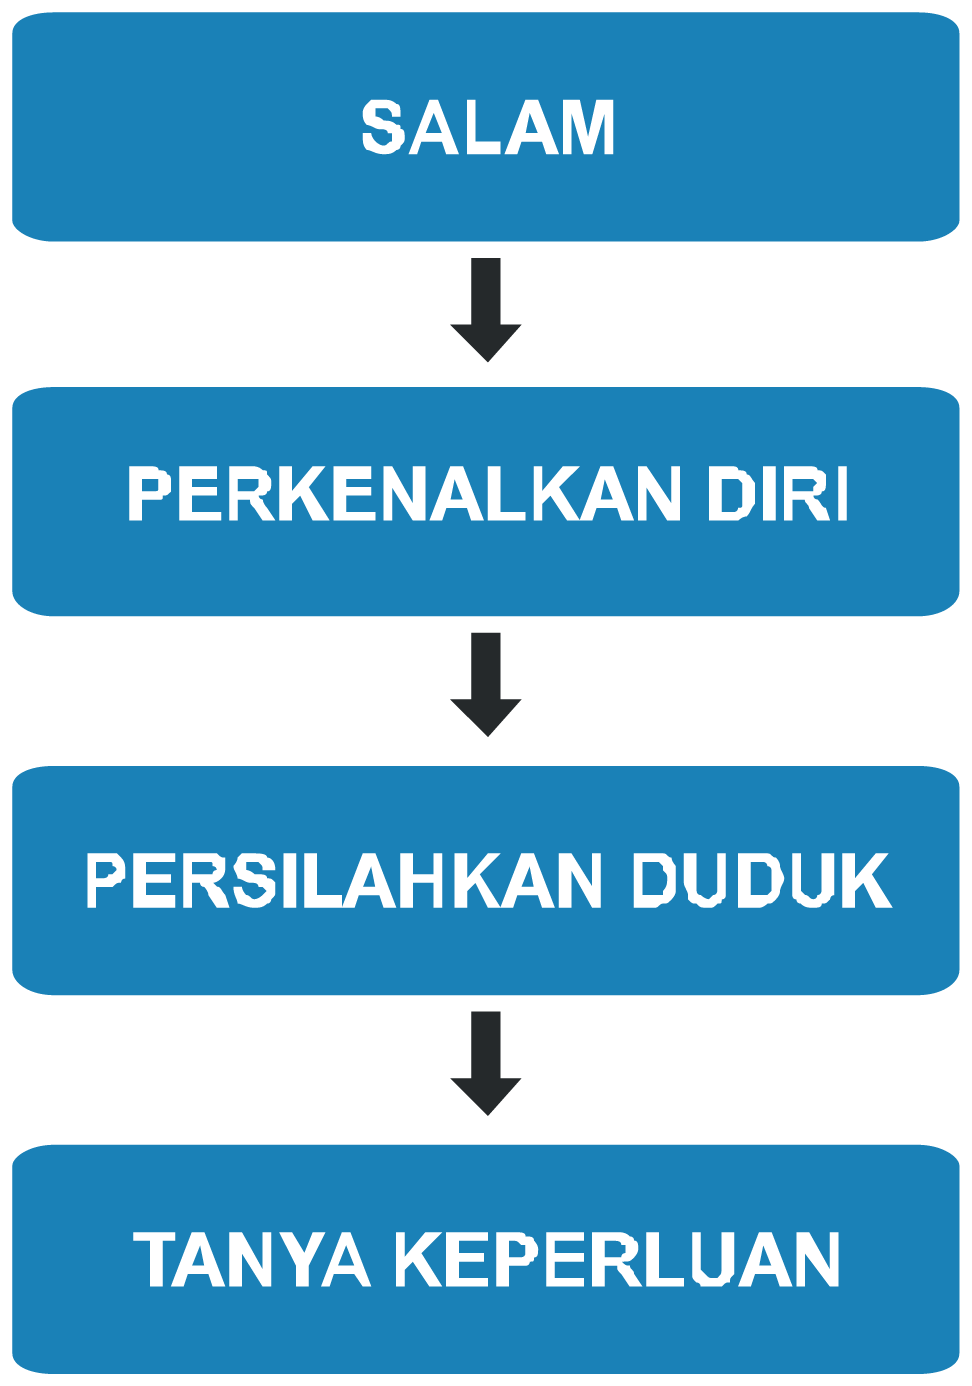 SALAM
PERKENALKAN DIRI
PERSILAHKAN DUDUK
TANYA KEPERLUAN